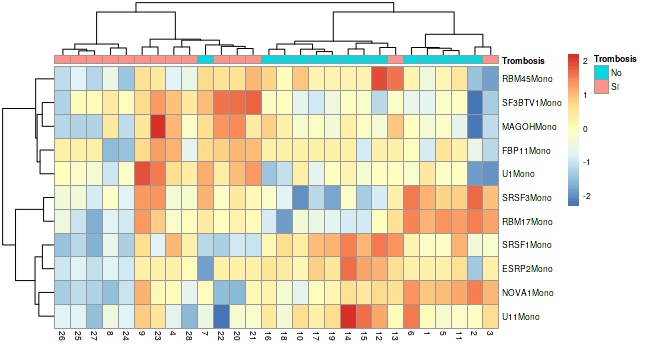 Trombosis
RBM45Mono
SF3BTV1Mono
MAGOHMono
FBP11Mono
U1Mono
SRSF3Mono
RBM17Mono
SRSF1Mono
ESRP2Mono
NOVA1Mono
U11Mono
26 25 27 8 24 9 23 4 28 7 22 20 21 16 18 10 17 19 14 15 12 13 6 1 5 11 2 3
2
1
0
-1
-2
Trombosis
No
SI